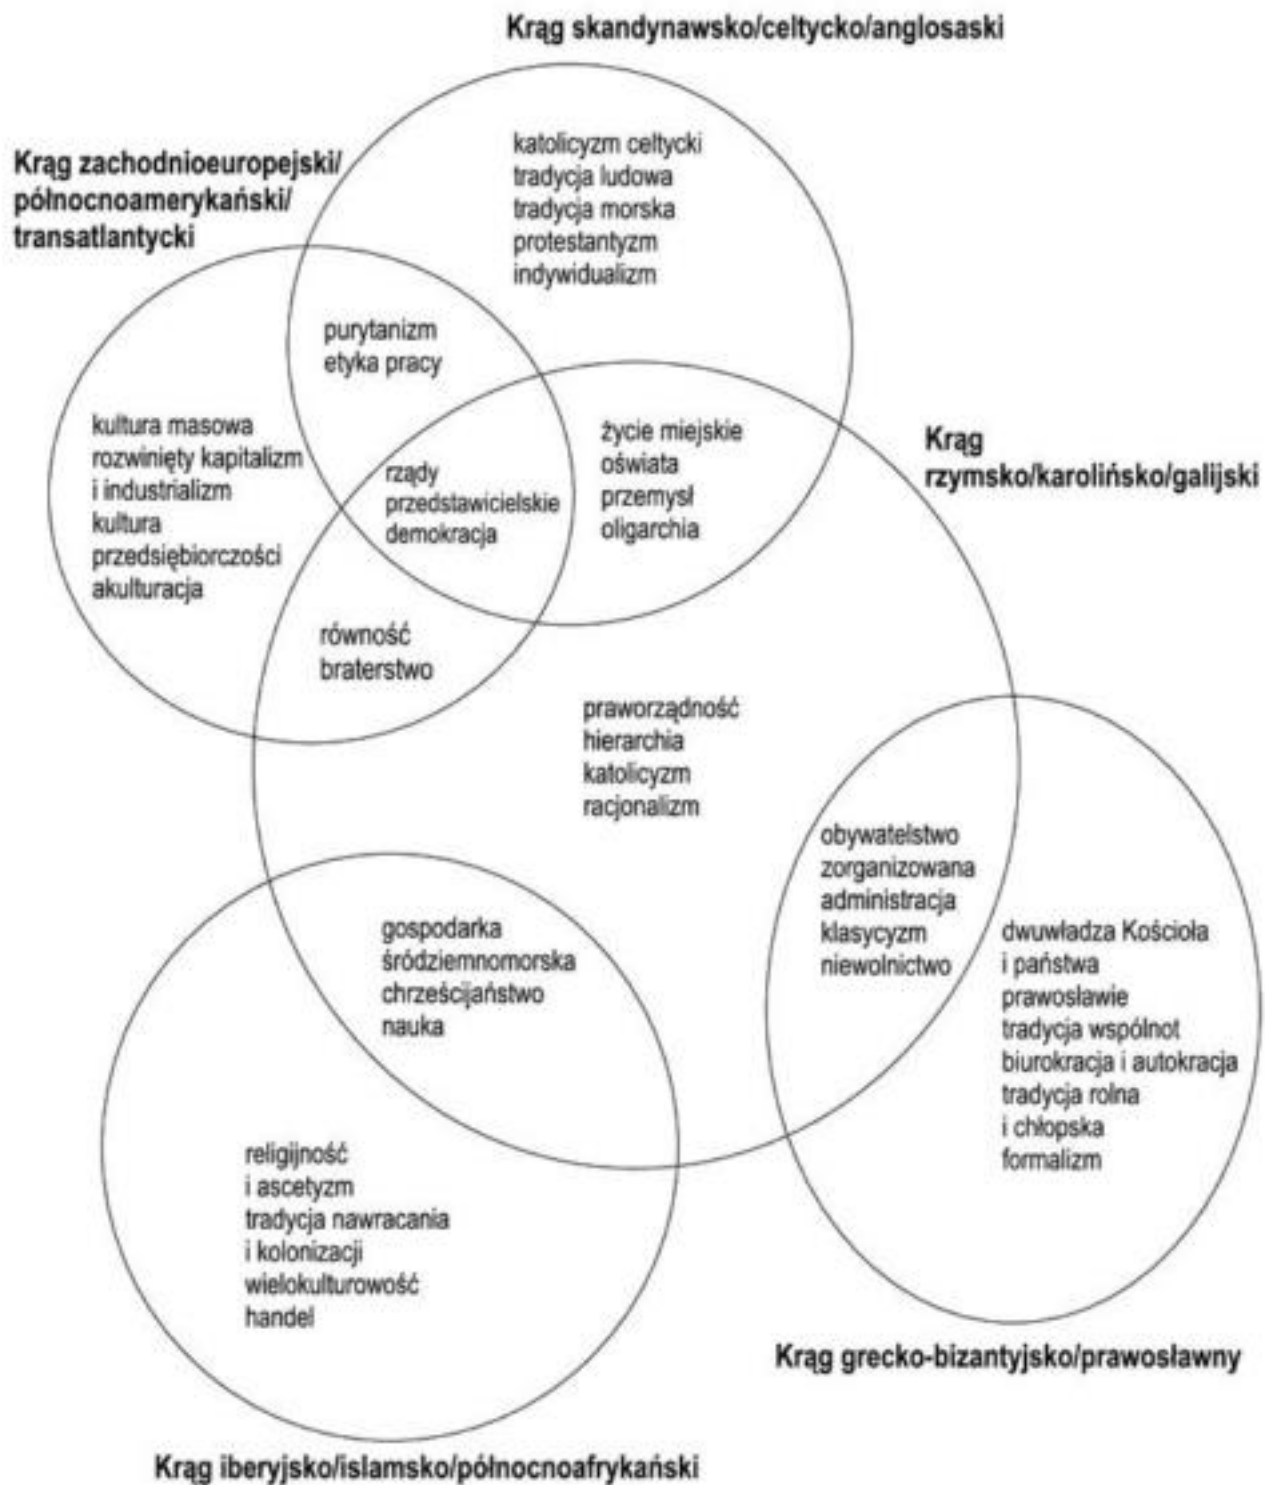 Krąg skandynawsko/celtycko/anglosaski
katolicyzm celtycki
tradycja ludowa
tradycja morska
protestantyzm
indywidualizm
Krąg zachodnioeuropejski/
północnoamerykański/
transatlantycki
purytanizm
etyka pracy
kultura masowa
rozwinięty kapitalizm
i industrializm
kultura
przedsiębiorczości
akulturacja
rządy
przedstawicielskie
demokracja
życie miejskie
oświata
przemysł
oligarchia
Krąg
rzymsko/karolińsko/galijski
równość
braterstwo
praworządność
hierarchia
katolicyzm
racjonalizm
obywatelstwo
zorganizowana
administracja
klasycyzm
niewolnictwo
dwuwładza Kościoła
i państwa
prawosławie
tradycja wspólnot
biurokracja i autokracja
tradycja rolna
i chłopska
formalizm
gospodarka
śródziemnomorska
chrześcijaństwo
nauka
religijność
i ascetyzm
tradycja nawracania
i kolonizacji
wielokulturowość
handel
Krąg grecko-bizantyjsko/prawosławny
Krąg iberyjsko/islamsko/północnoafrykański